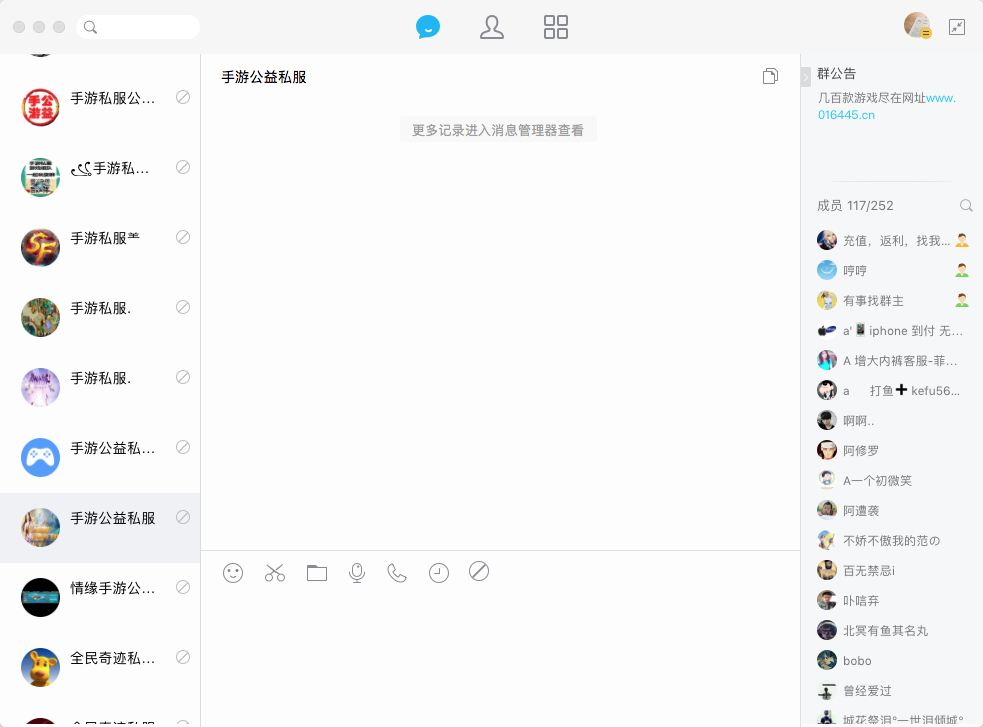 手游私服公...
手游私...
手游私服
手游私服.
手游私服.
手游公益私...
手游公益私服
情缘手游公...
全民奇迹私...
手游公益私服
更多记录进入消息管理器查看
群公告
几百款游戏尽在网址www.
016445.cn
成员 117/252
充值，返利，找我...
哼哼
有事找群主
a' iphone 到付 无...
A 增大内裤客服-菲...
a 打鱼➕ kefu56...
啊啊..
阿修罗
A一个初微笑
阿遭袭
不娇不傲我的范の
百无禁忌i
卟唁弃
北冥有鱼其名丸
bobo
曾经爱过
城花祭泪°一世泪倾城°